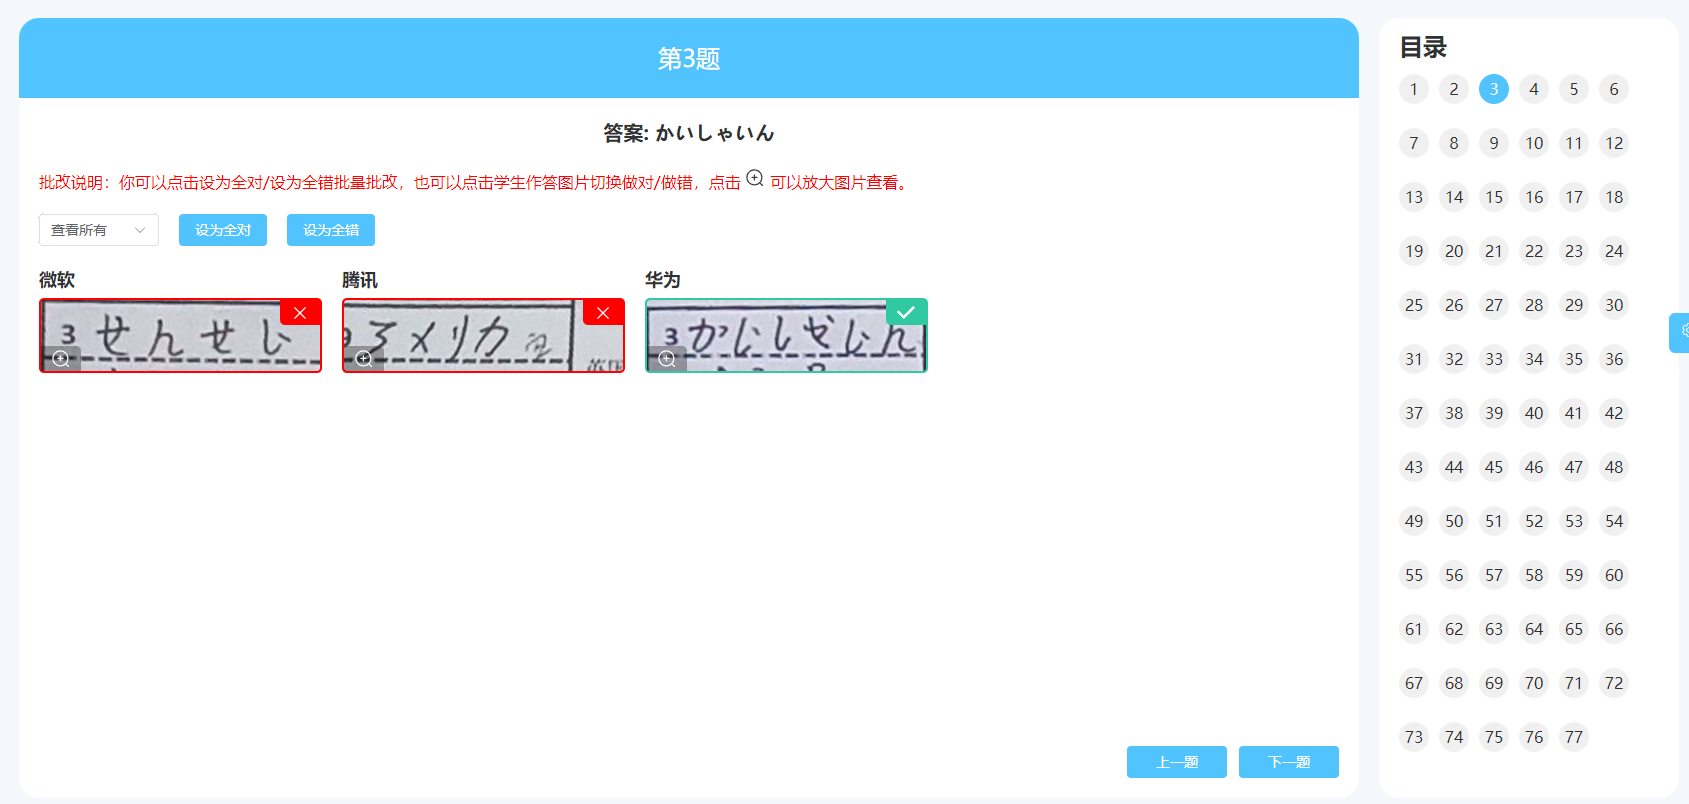 第3题
答案: かいしゃいん
批改说明：你可以点击设为全对/设为全错批量批改，也可以点击学生作答图片切换做对/做错，点击 可以放大图片查看。
查看所有 设为全对 设为全错
微软 腾讯 华为
3 せんせい
メリカ
3 かいしゃいん
上一题 下一题
目录
1 2 3 4 5 6
7 8 9 10 11 12
13 14 15 16 17 18
19 20 21 22 23 24
25 26 27 28 29 30
31 32 33 34 35 36
37 38 39 40 41 42
43 44 45 46 47 48
49 50 51 52 53 54
55 56 57 58 59 60
61 62 63 64 65 66
67 68 69 70 71 72
73 74 75 76 77